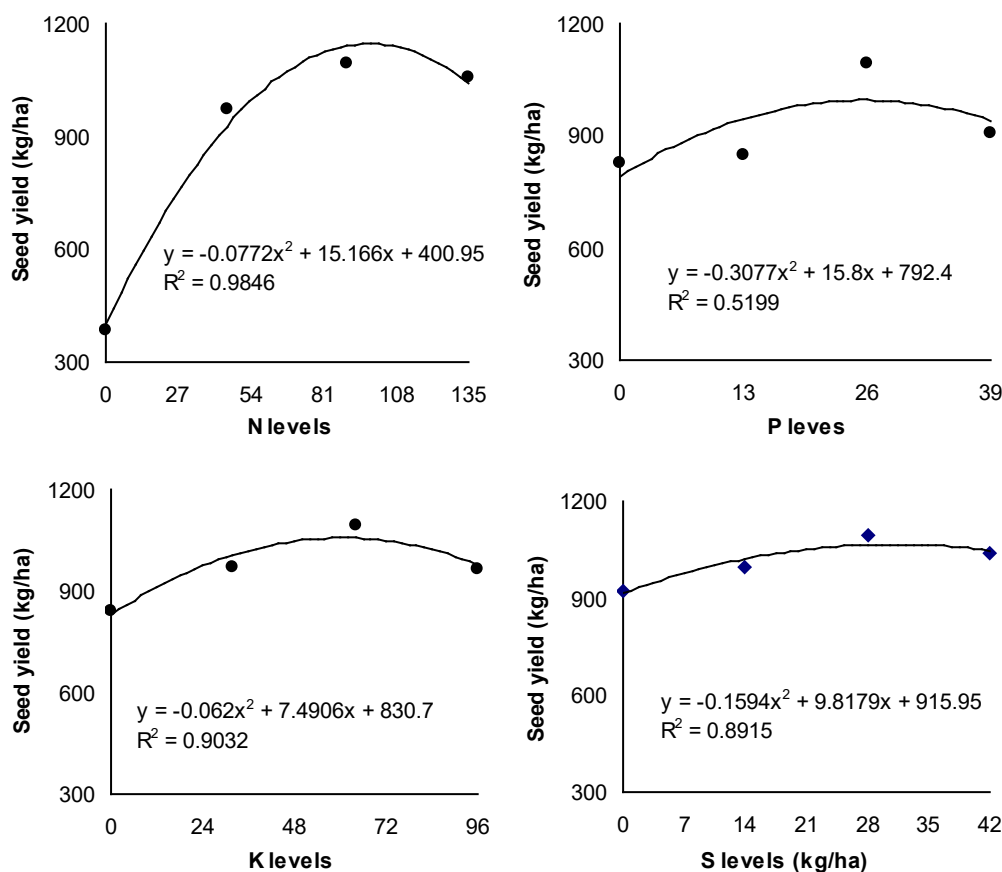 1200
900
600
300
Seed yield (kg/ha)
y = -0.0772x² + 15.166x + 400.95
R² = 0.9846
0 27 54 81 108 135
N levels
1200
900
600
300
Seed yield (kg/ha)
y = -0.3077x² + 15.8x + 792.4
R² = 0.5199
0 13 26 39
P leves
1200
900
600
300
Seed yield (kg/ha)
y = -0.062x² + 7.4906x + 830.7
R² = 0.9032
0 24 48 72 96
K levels
1200
900
600
300
Seed yield (kg/ha)
y = -0.1594x² + 9.8179x + 915.95
R² = 0.8915
0 7 14 21 28 35 42
S levels (kg/ha)